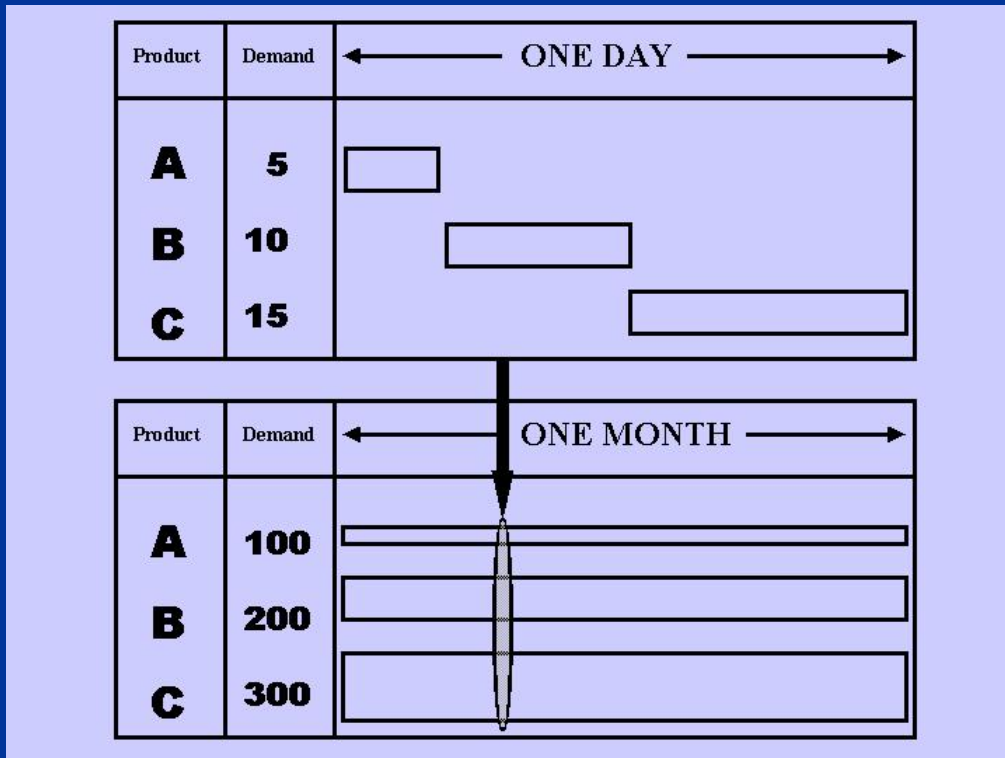 Product Demand ONE DAY
A 5
B 10
C 15
Product Demand ONE MONTH
A 100
B 200
C 300